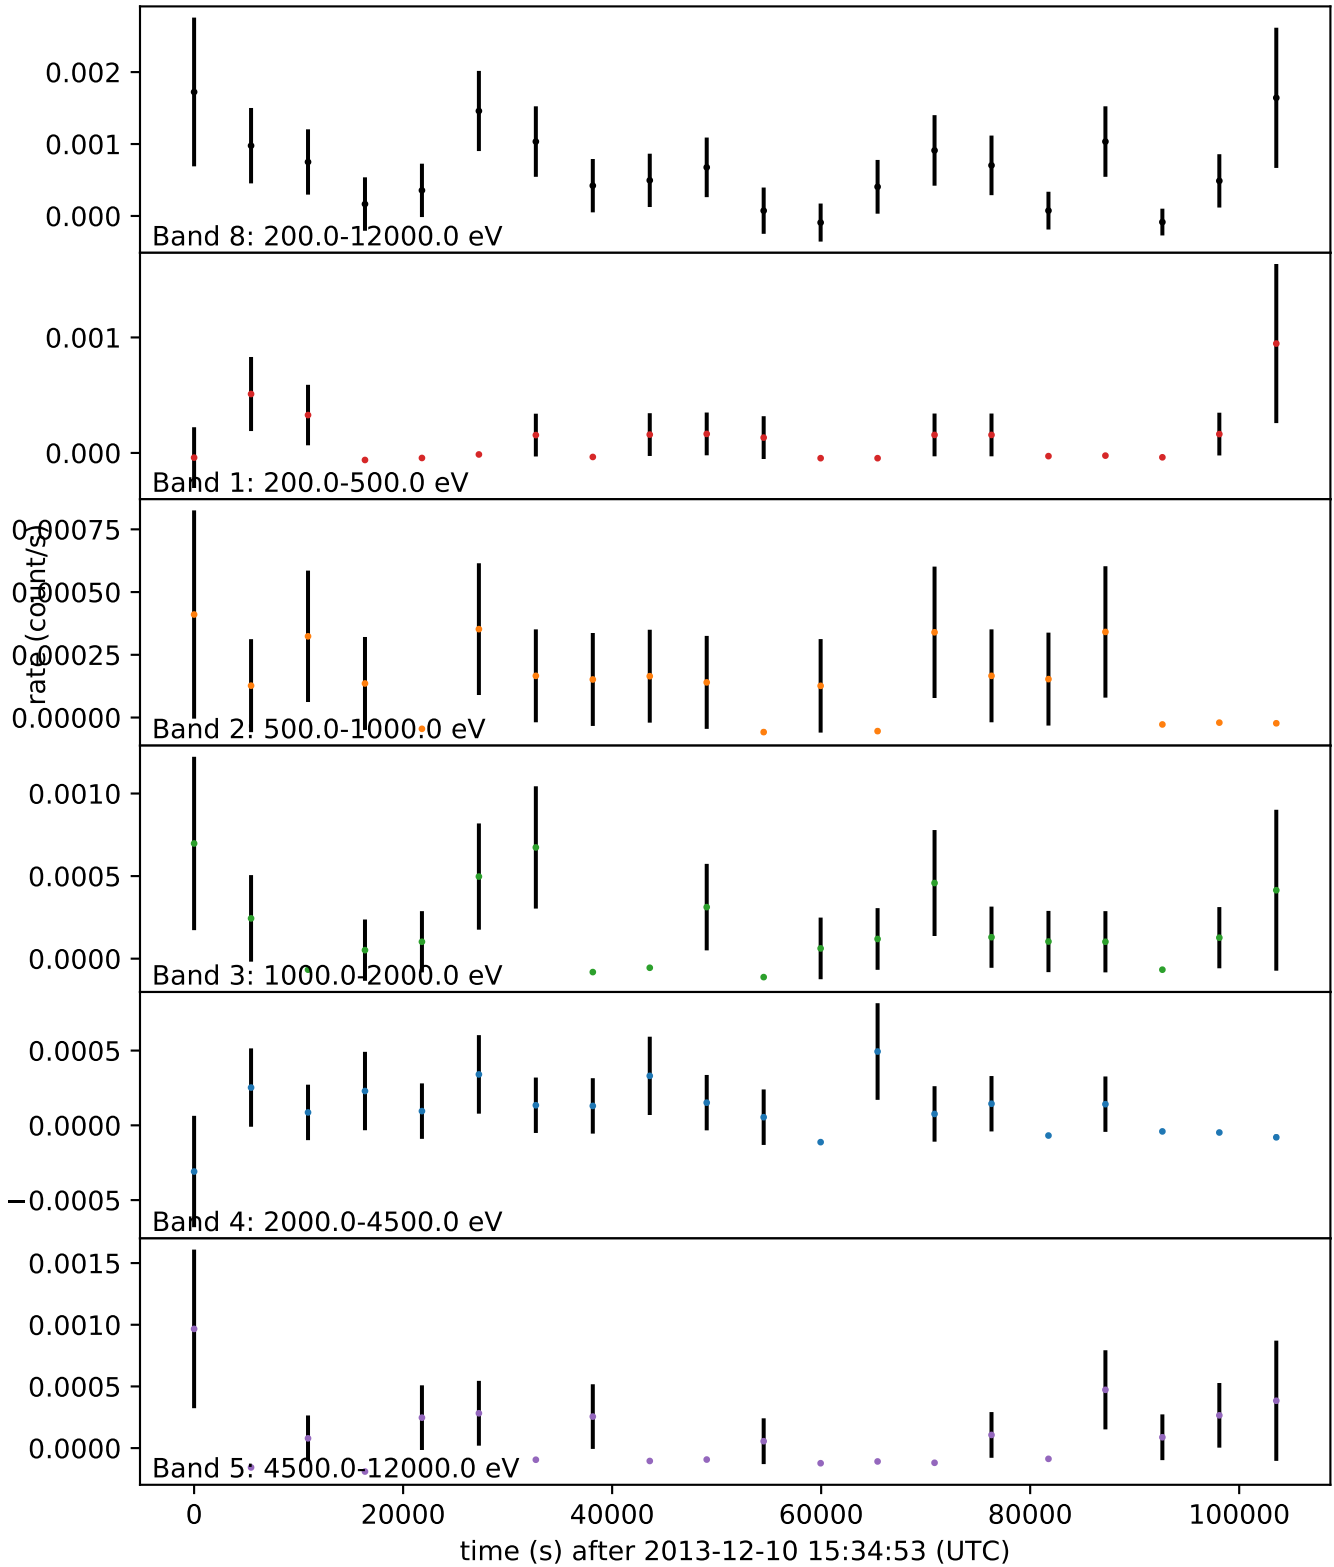 0.002
0.001
0.000
Band 8: 200.0-12000.0 eV
0.001
0.000
Band 1: 200.0-500.0 eV
rate (count/s)
0.00075
0.00050
0.00025
0.00000
Band 2: 500.0-1000.0 eV
0.0010
0.0005
0.0000
Band 3: 1000.0-2000.0 eV
0.0005
0.0000
−0.0005
Band 4: 2000.0-4500.0 eV
0.0015
0.0010
0.0005
0.0000
Band 5: 4500.0-12000.0 eV
0 20000 40000 60000 80000 100000
time (s) after 2013-12-10 15:34:53 (UTC)